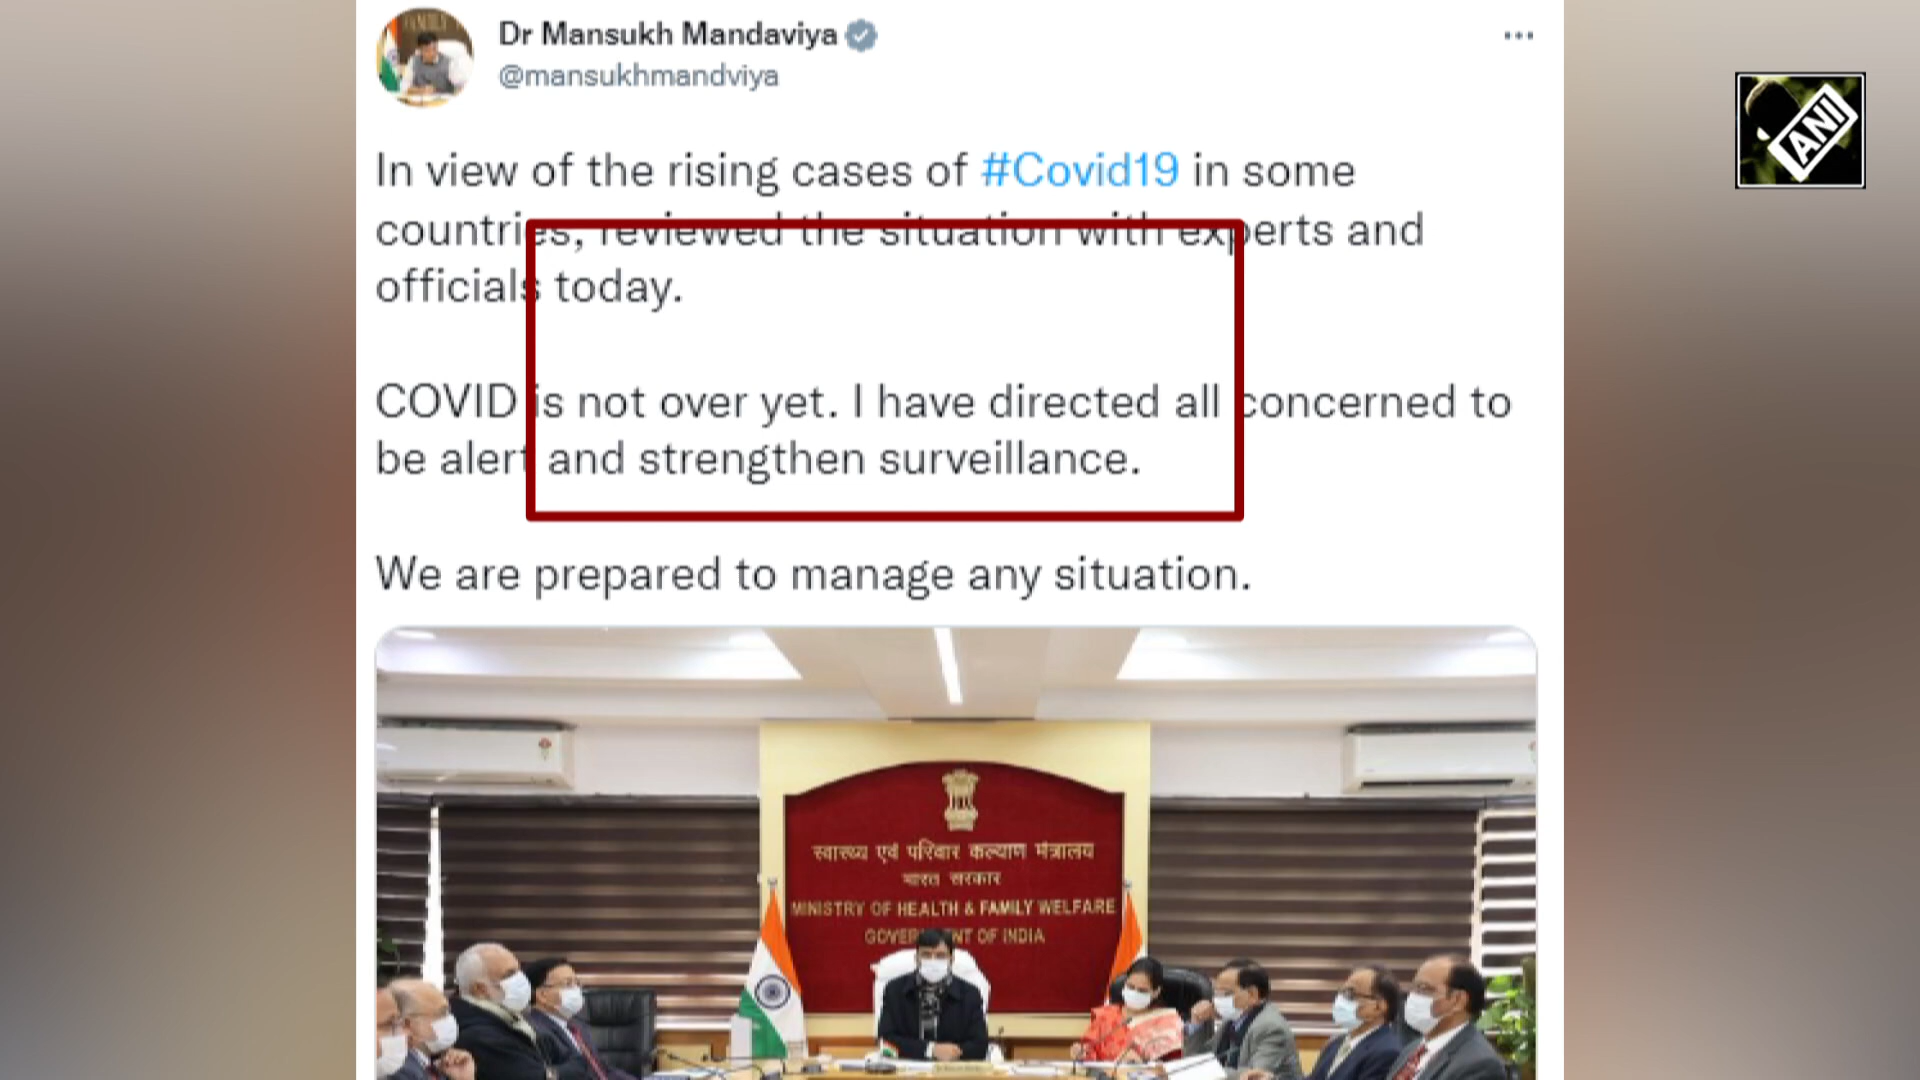 Dr Mansukh Mandaviya
@mansukhmandviya
ANI
In view of the rising cases of #Covid19 in some
countries, reviewed the situation with experts and
officials today.
COVID is not over yet. I have directed all concerned to
be alert and strengthen surveillance.
We are prepared to manage any situation.
स्वास्थ्य एवं परिवार कल्याण मंत्रालय
भारत सरकार
MINISTRY OF HEALTH & FAMILY WELFARE
GOVERNMENT OF INDIA